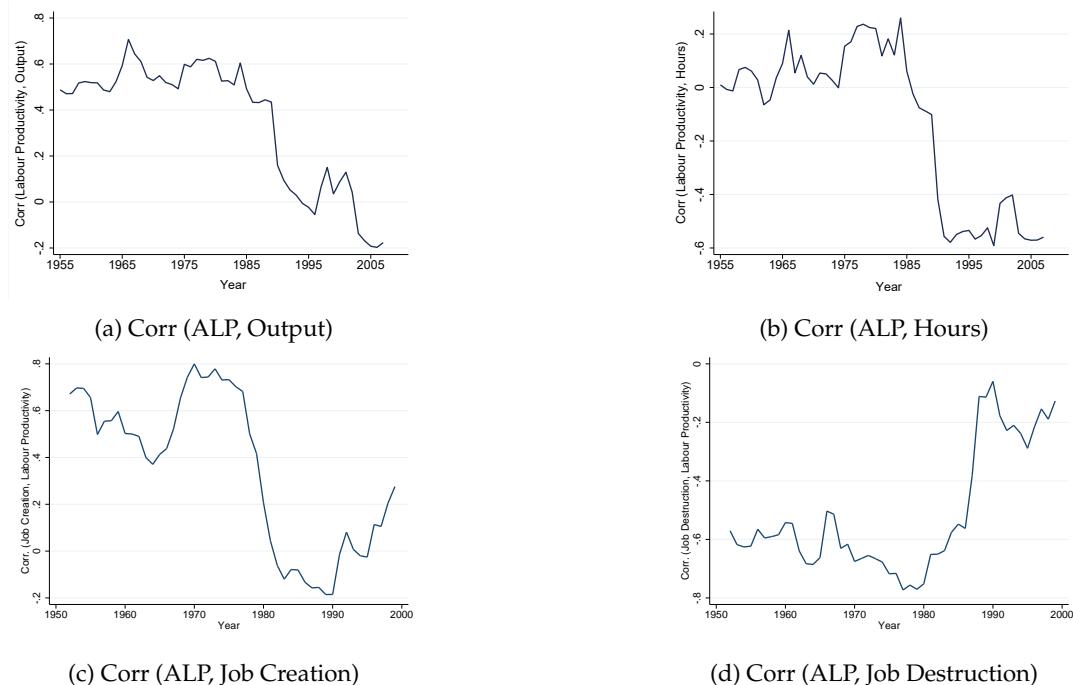 Corr (Labour Productivity, Output)
.8
.6
.4
.2
0
-.2
1955 1965 1975 1985 1995 2005
Year
(a) Corr (ALP, Output)
Corr (Labour Productivity, Hours)
.2
0
-.2
-.4
-.6
1955 1965 1975 1985 1995 2005
Year
(b) Corr (ALP, Hours)
Corr. (Job Creation, Labour Productivity)
.8
.6
.4
.2
0
-.2
1950 1960 1970 1980 1990 2000
Year
(c) Corr (ALP, Job Creation)
Corr. (Job Destruction, Labour Productivity)
0
-.2
-.4
-.6
-.8
1950 1960 1970 1980 1990 2000
Year
(d) Corr (ALP, Job Destruction)